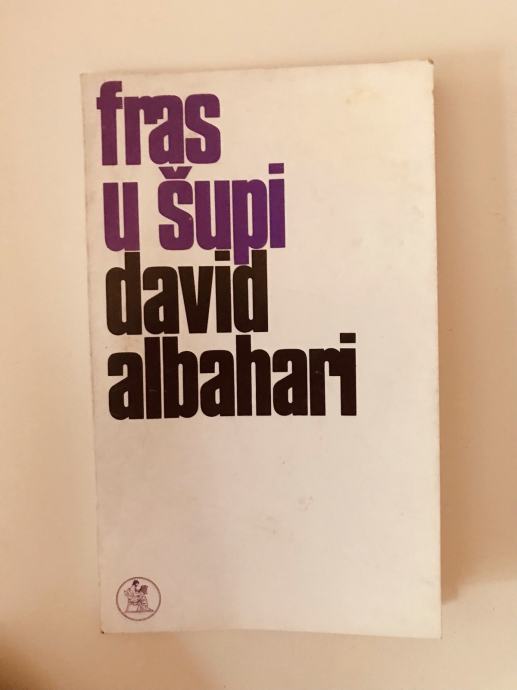 fras
u šupi
david
albahari